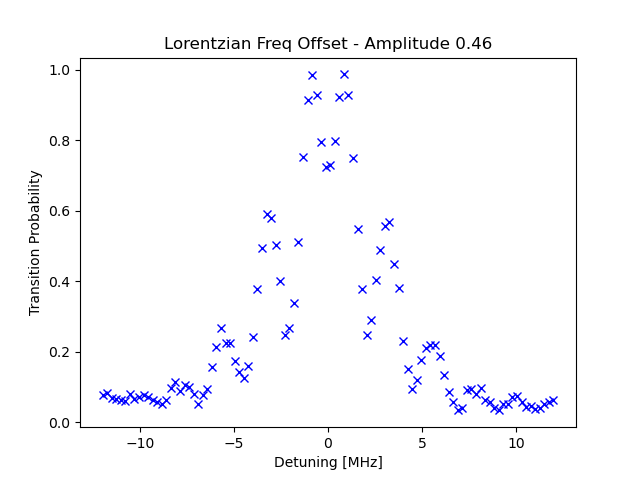 Lorentzian Freq Offset - Amplitude 0.46
1.0
0.8
0.6
0.4
0.2
0.0
Transition Probability
−10 −5 0 5 10
Detuning [MHz]